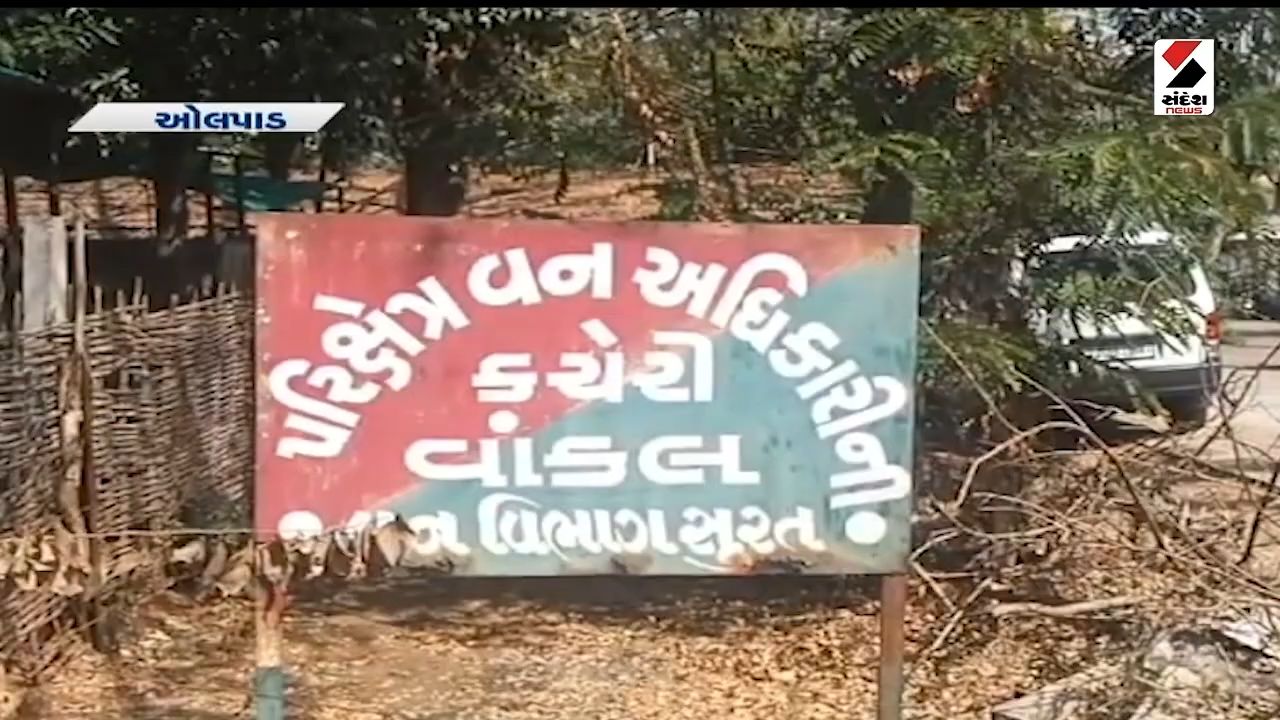 ઓલપાડ
સંદેશ
NEWS
પરિક્ષેત્ર વન અધિકારીની
કચેરી
વાંકલ
વિભાગ સુરત